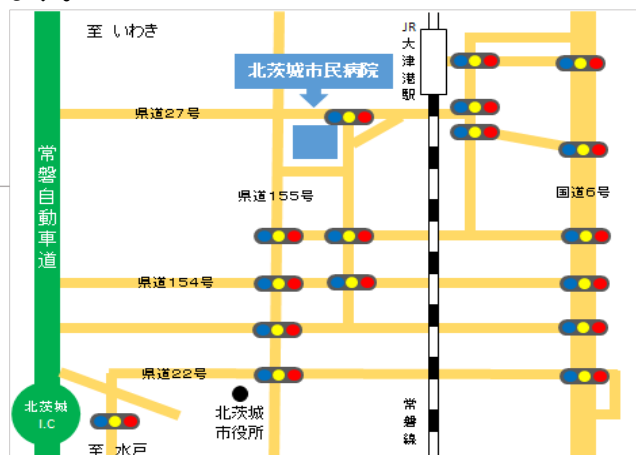 至 いわき
JR
大津港駅
北茨城市民病院
県道27号
常磐自動車道
県道155号
国道6号
県道154号
県道22号
北茨城
I.C
北茨城
市役所
常磐線
至 水戸